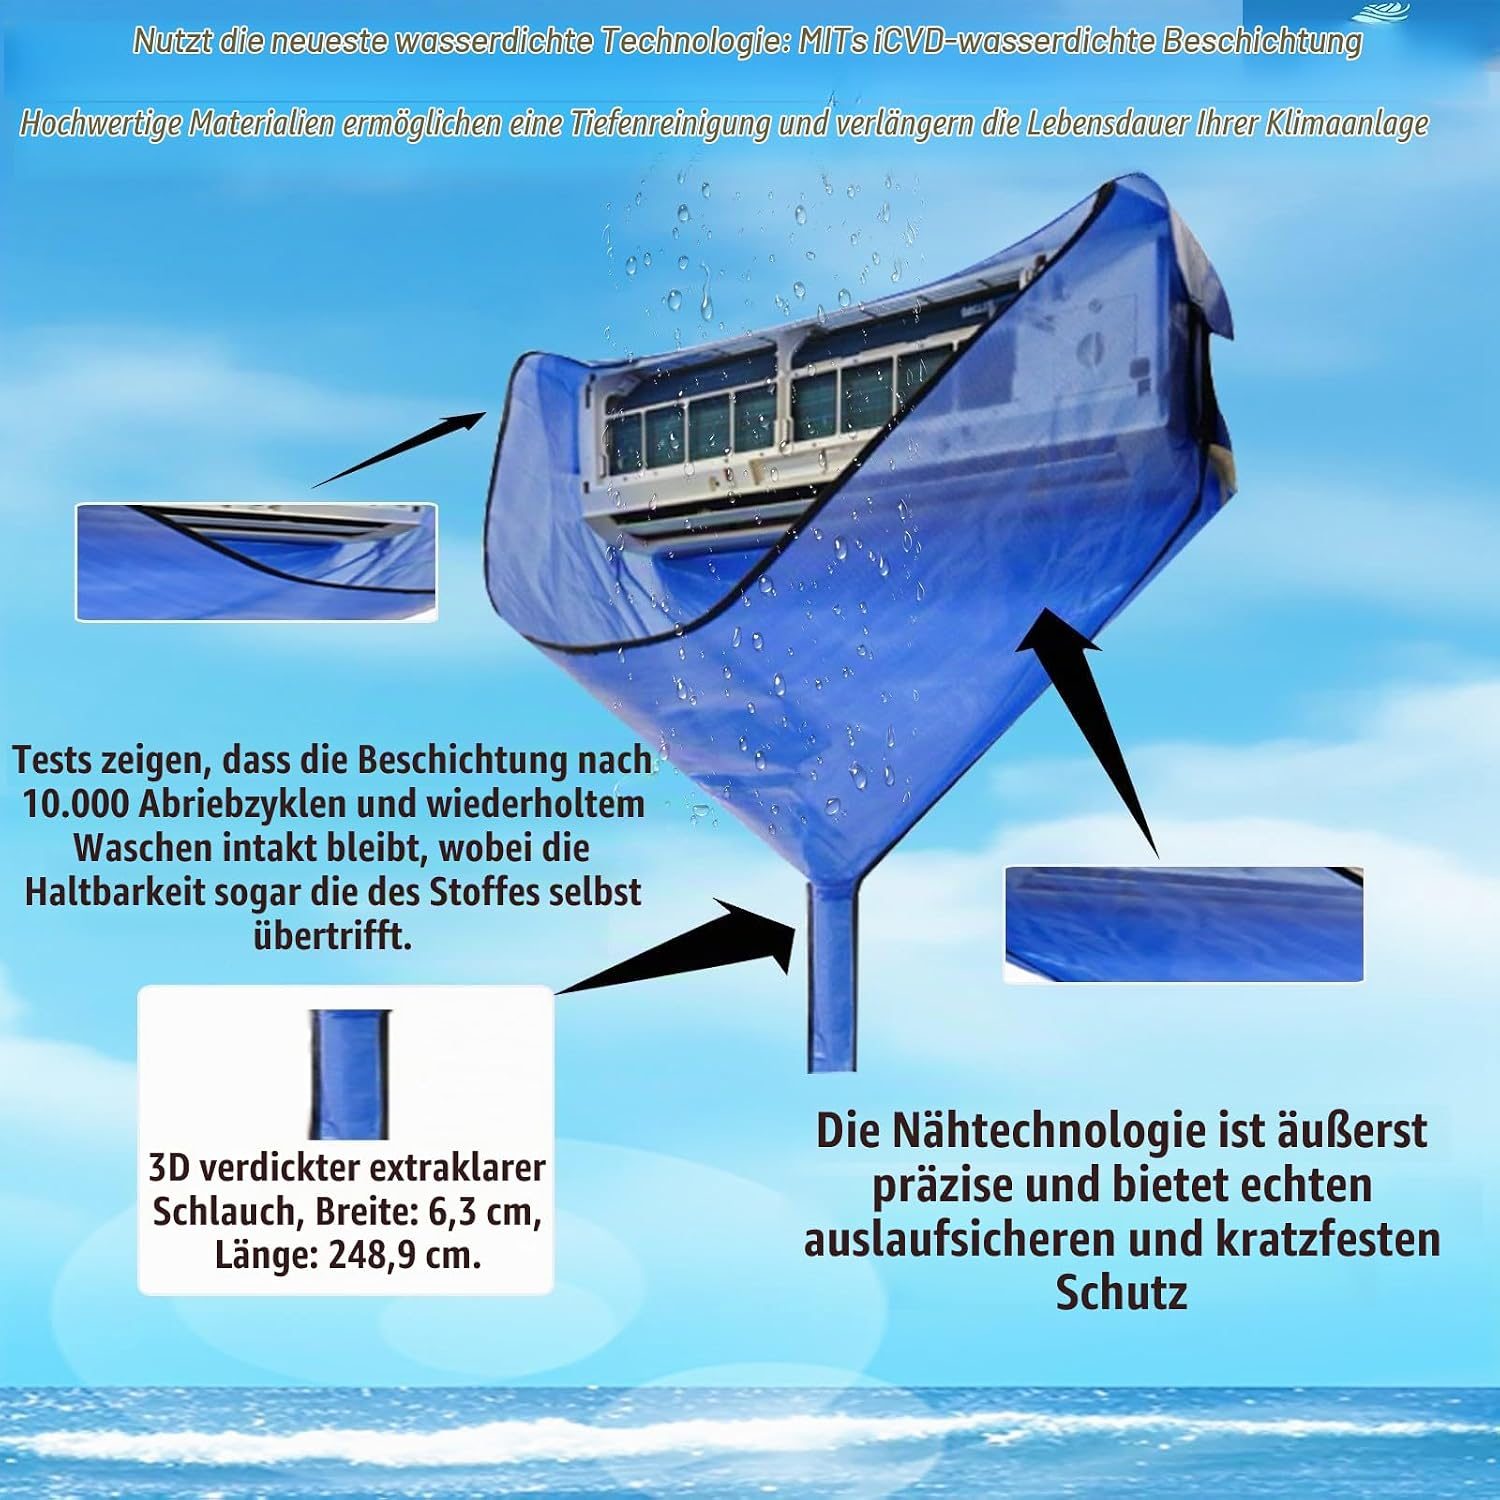 Nutzt die neueste wasserdichte Technologie: MITs iCVD-wasserdichte Beschichtung
Hochwertige Materialien ermöglichen eine Tiefenreinigung und verlängern die Lebensdauer Ihrer Klimaanlage
Tests zeigen, dass die Beschichtung nach
10.000 Abriebzyklen und wiederholtem
Waschen intakt bleibt, wobei die
Haltbarkeit sogar die des Stoffes selbst
übertrifft.
3D verdickter extraklarer
Schlauch, Breite: 6,3 cm,
Länge: 248,9 cm.
Die Nähtechnologie ist äußerst
präzise und bietet echten
auslaufsicheren und kratzfesten
Schutz